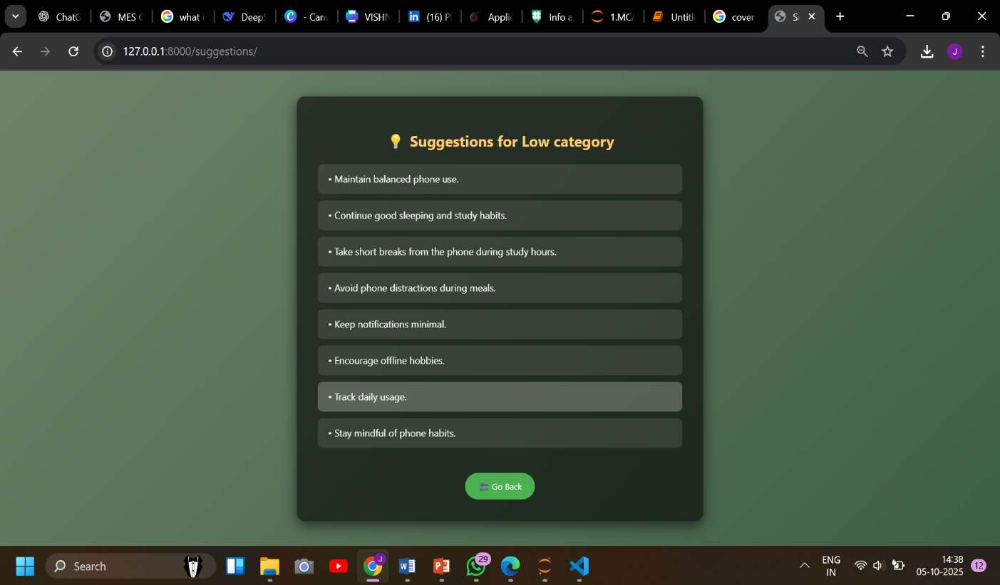 ChatG
MES C
what i
DeepS
- Canv
VISHN
(16) P
Applic
Info a
1.MCA
Untitle
cover
127.0.0.1:8000/suggestions/
J
💡 Suggestions for Low category
• Maintain balanced phone use.
• Continue good sleeping and study habits.
• Take short breaks from the phone during study hours.
• Avoid phone distractions during meals.
• Keep notifications minimal.
• Encourage offline hobbies.
• Track daily usage.
• Stay mindful of phone habits.
🔙 Go Back
Search
29
ENG
IN
14:38
05-10-2025
12